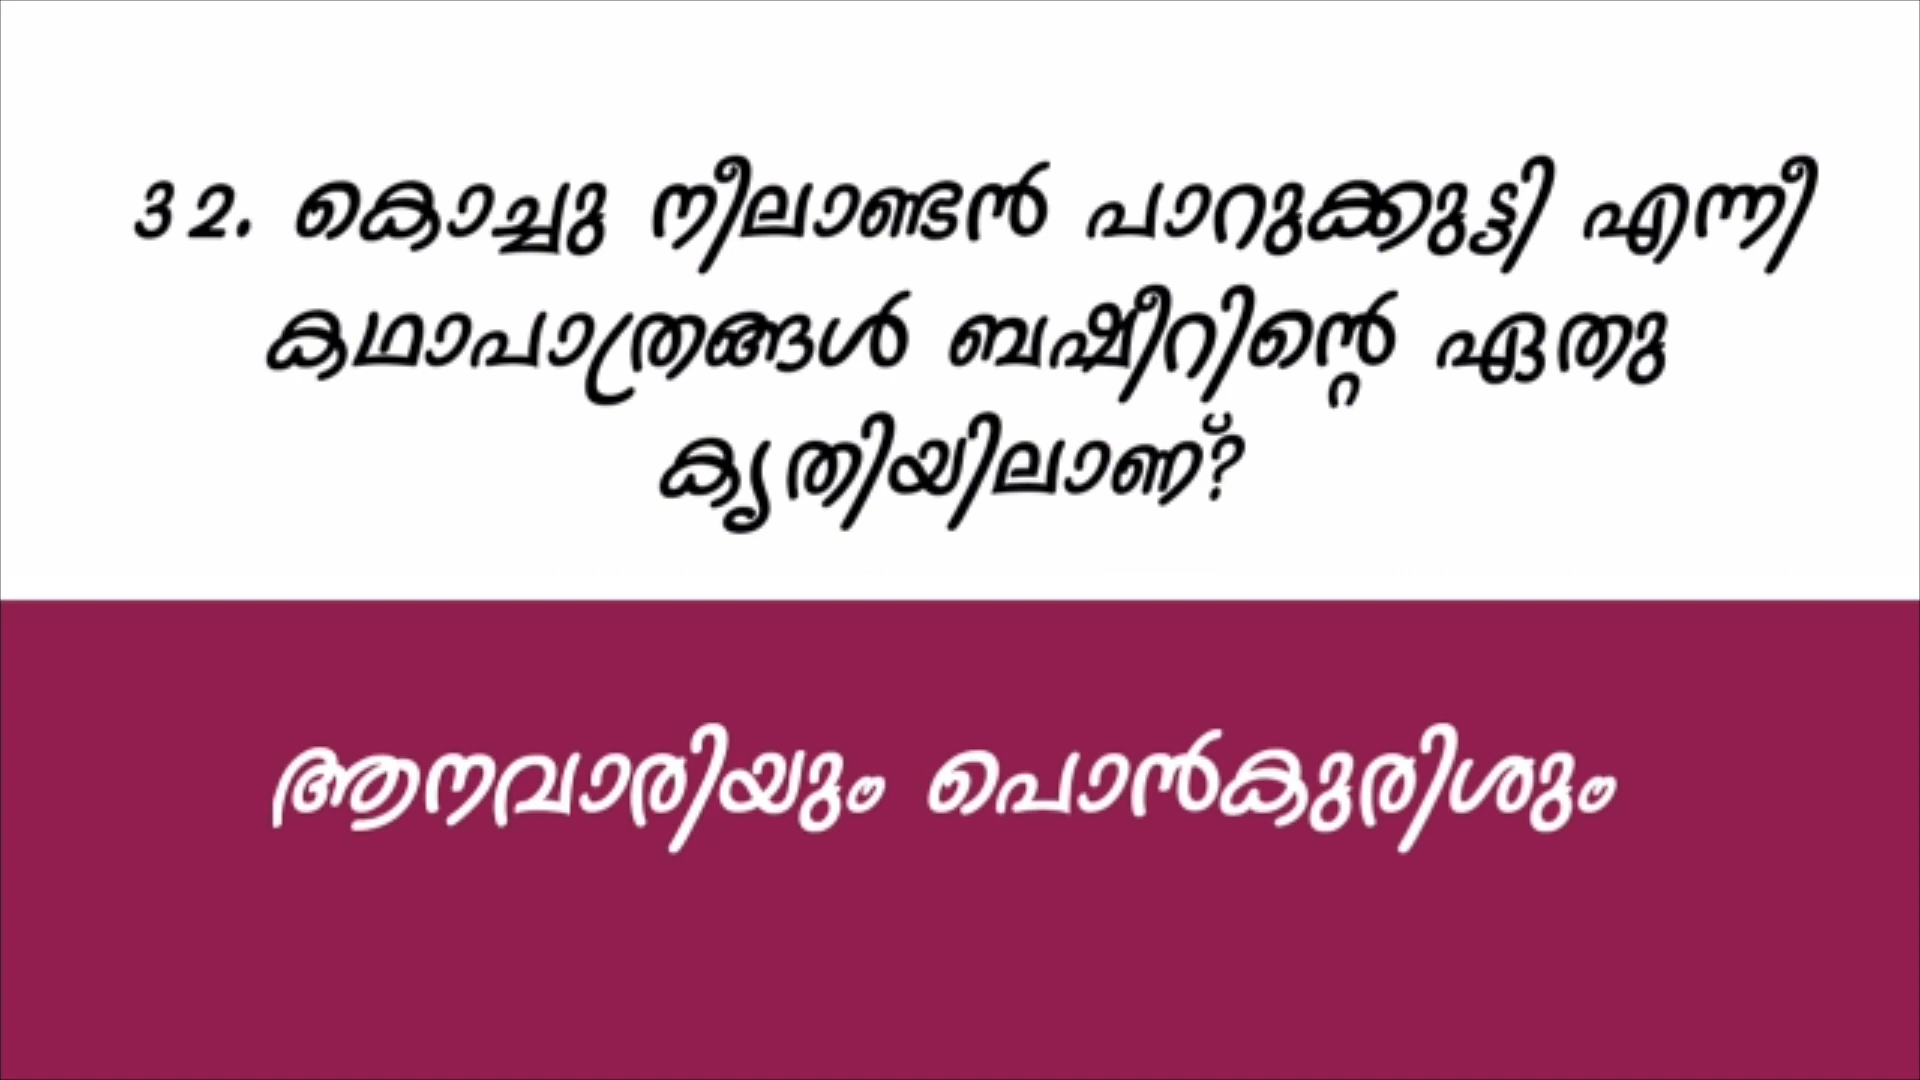 32. കൊച്ചു നീലാണ്ടൻ പാറുക്കുട്ടി എന്നീ
കഥാപാത്രങ്ങൾ ബഷീറിന്റെ ഏതു
കൃതിയിലാണ്?
ആനവാരിയും പൊൻകുരിശും